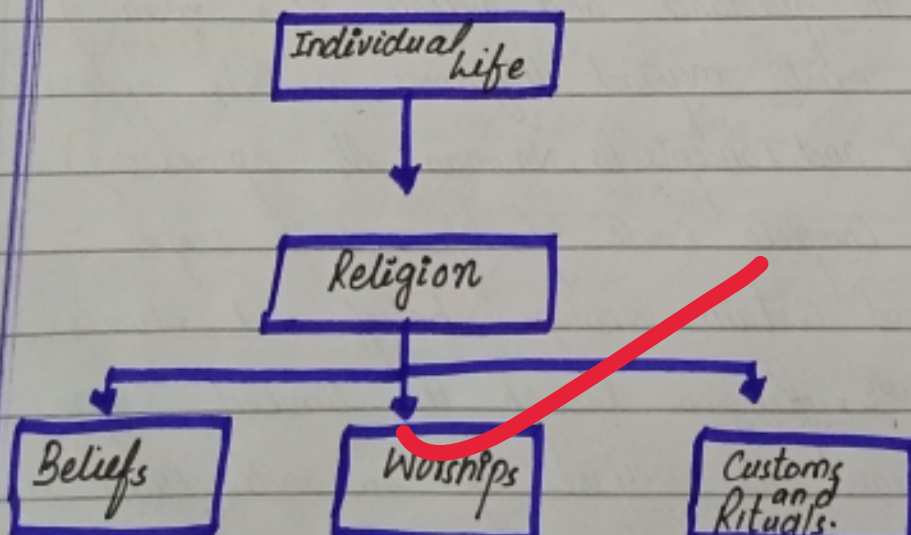 Individual
Life
Religion
Beliefs
Worships
Customs
and
Rituals.